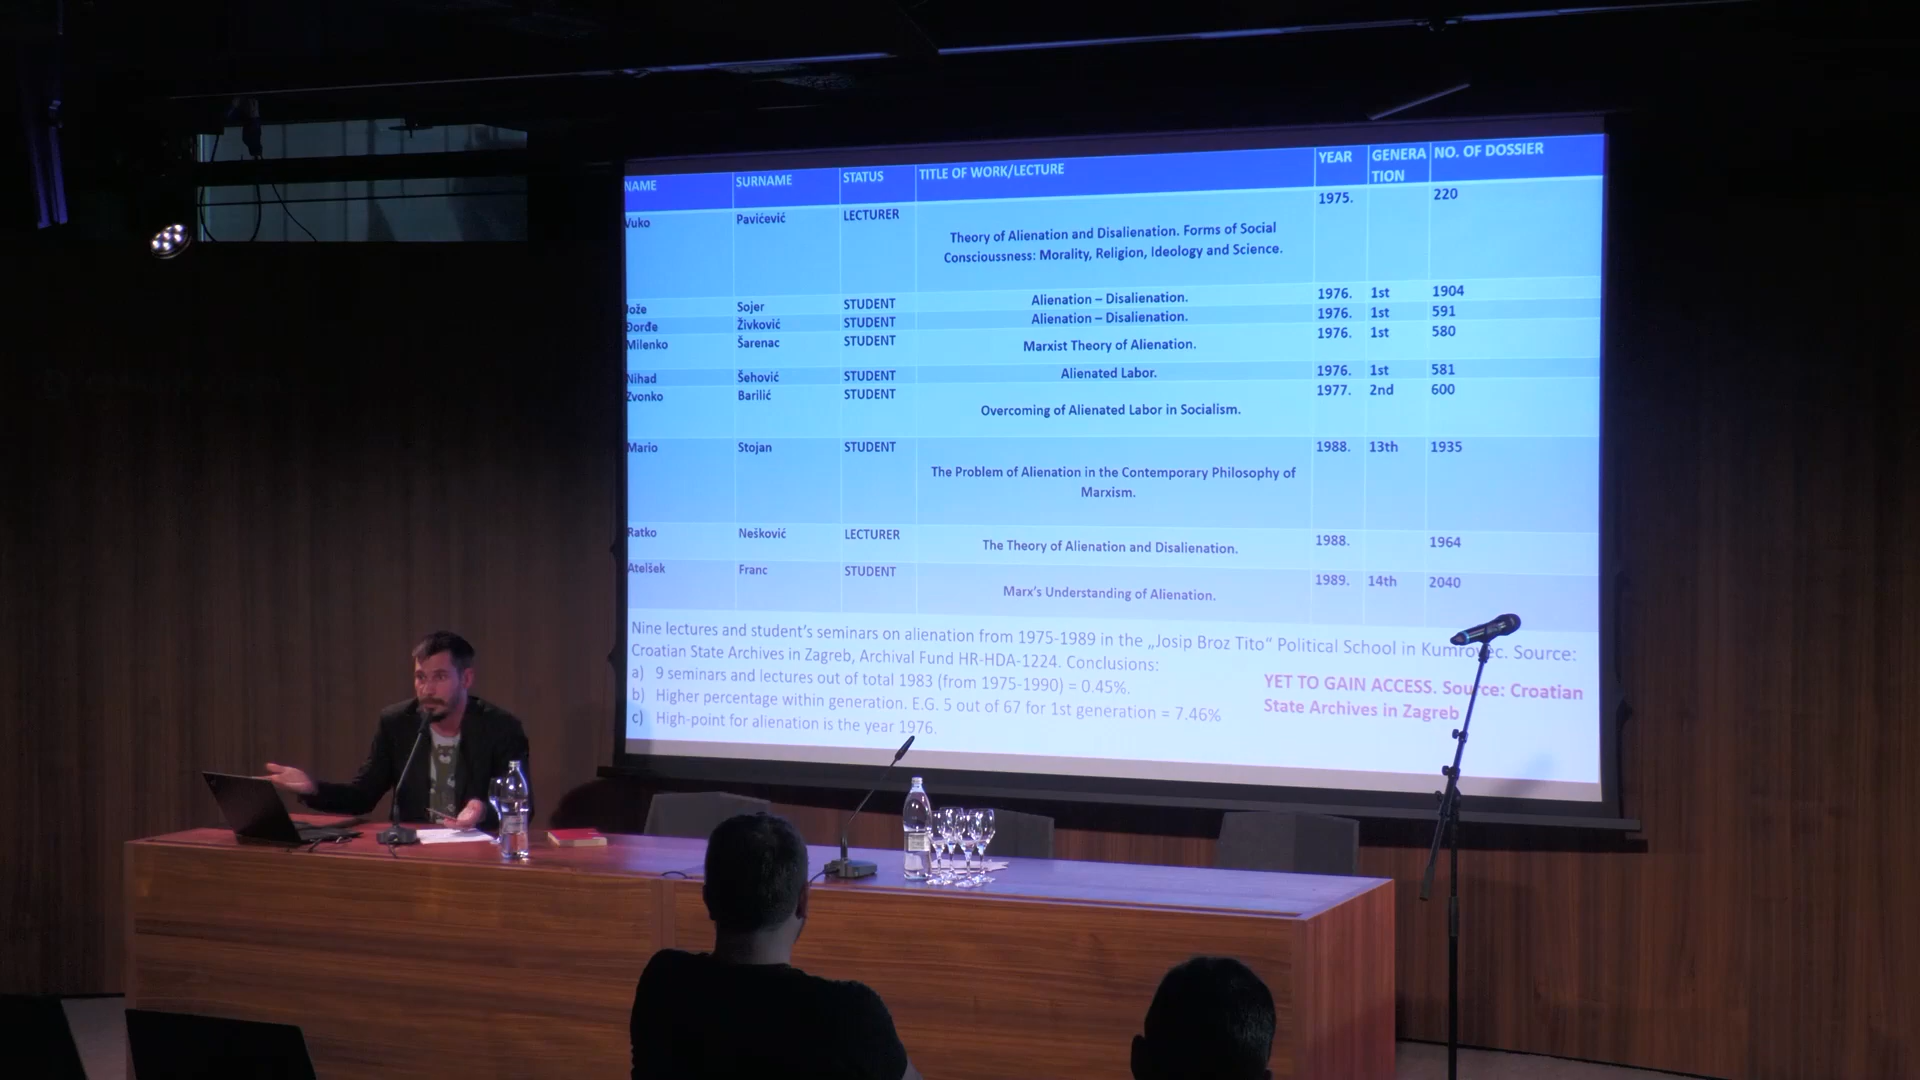 NAME SURNAME STATUS TITLE OF WORK/LECTURE YEAR GENERA NO. OF DOSSIER
TION
Vuko Pavićević LECTURER 1975. 220
Theory of Alienation and Disalienation. Forms of Social
Conscioussness: Morality, Religion, Ideology and Science.
Jože Sojer STUDENT Alienation – Disalienation. 1976. 1st 1904
Đorđe Živković STUDENT Alienation – Disalienation. 1976. 1st 591
Milenko Šarenac STUDENT Marxist Theory of Alienation. 1976. 1st 580
Nihad Šehović STUDENT Alienated Labor. 1976. 1st 581
Zvonko Barilić STUDENT Overcoming of Alienated Labor in Socialism. 1977. 2nd 600
Mario Stojan STUDENT 1988. 13th 1935
The Problem of Alienation in the Contemporary Philosophy of
Marxism.
Ratko Nešković LECTURER The Theory of Alienation and Disalienation. 1988. 1964
Atelšek Franc STUDENT Marx's Understanding of Alienation. 1989. 14th 2040
Nine lectures and student's seminars on alienation from 1975-1989 in the „Josip Broz Tito“ Political School in Kumrovec. Source:
Croatian State Archives in Zagreb, Archival Fund HR-HDA-1224. Conclusions:
a) 9 seminars and lectures out of total 1983 (from 1975-1990) = 0.45%.
b) Higher percentage within generation. E.G. 5 out of 67 for 1st generation = 7.46%
c) High-point for alienation is the year 1976.
YET TO GAIN ACCESS. Source: Croatian
State Archives in Zagreb